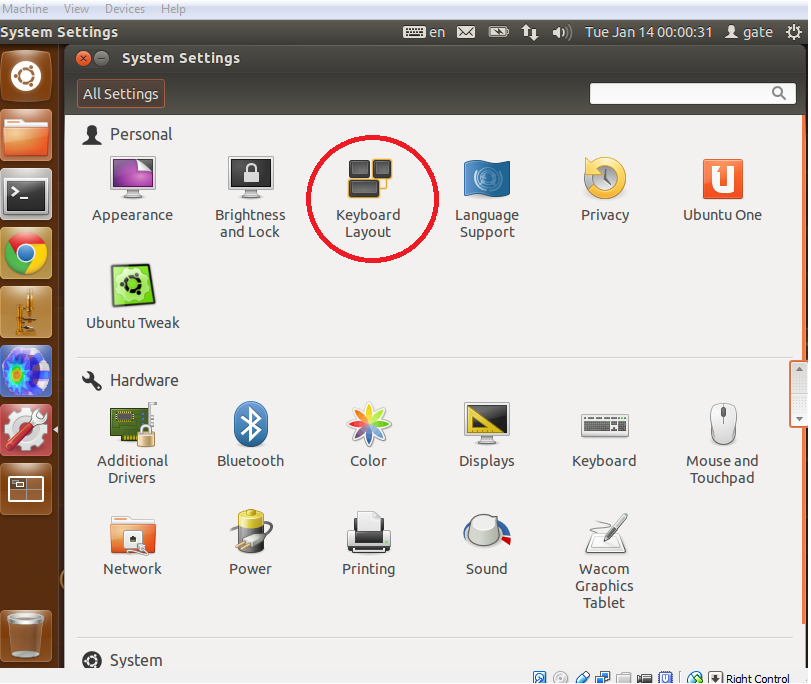 Machine View Devices Help
System Settings en Tue Jan 14 00:00:31 gate
System Settings
All Settings
Personal
Appearance
Brightness
and Lock
Keyboard
Layout
Language
Support
Privacy
Ubuntu One
Ubuntu Tweak
Hardware
Additional
Drivers
Bluetooth
Color
Displays
Keyboard
Mouse and
Touchpad
Network
Power
Printing
Sound
Wacom
Graphics
Tablet
System
Right Control